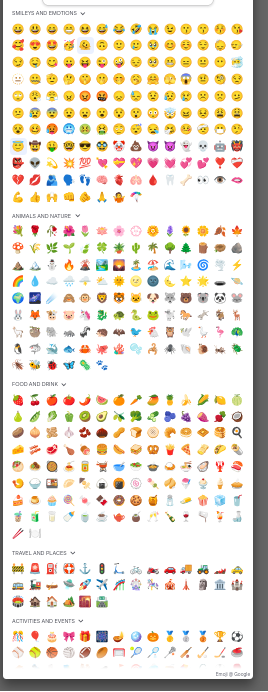 SMILEYS AND EMOTIONS
ANIMALS AND NATURE
FOOD AND DRINK
TRAVEL AND PLACES
ACTIVITIES AND EVENTS
Emoji @ Google